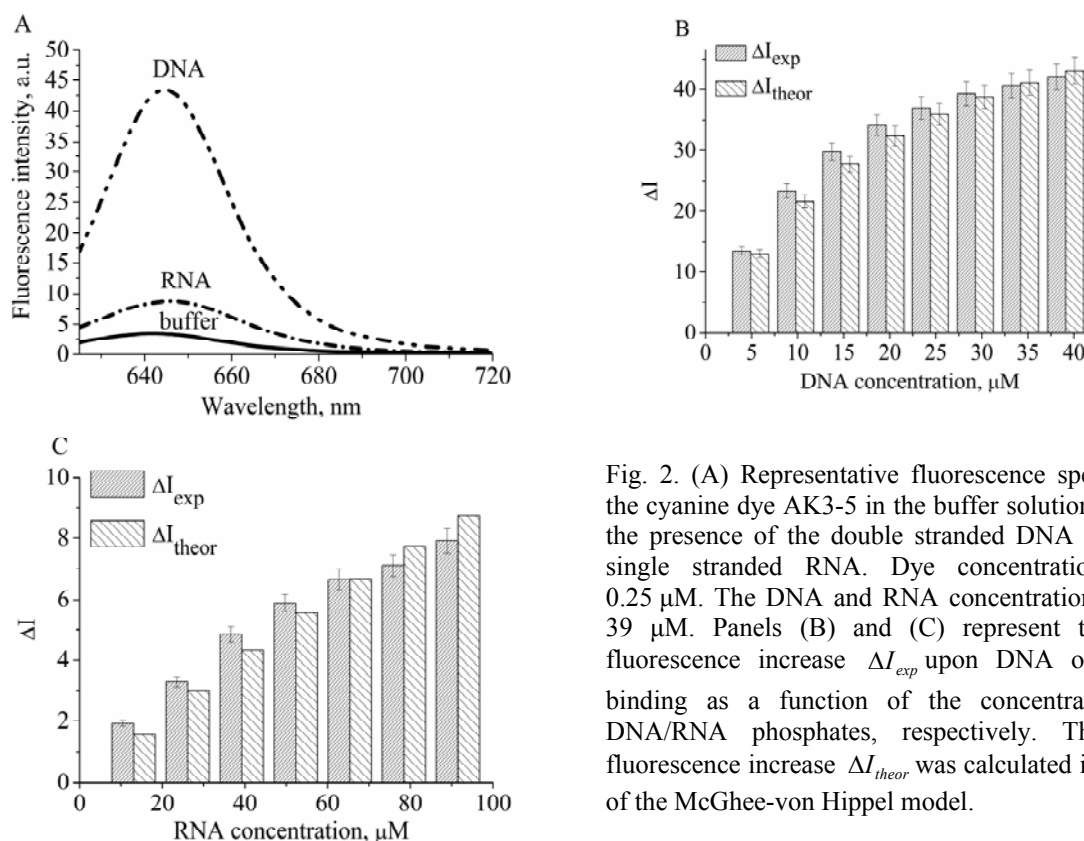 A
Fluorescence intensity, a.u.
50
45
40
35
30
25
20
15
10
5
0
DNA
RNA
buffer
640 660 680 700 720
Wavelength, nm
B
ΔI
40
30
20
10
0
ΔI_exp
ΔI_theor
0 5 10 15 20 25 30 35 40
DNA concentration, μM
C
ΔI
10
8
6
4
2
0
ΔI_exp
ΔI_theor
0 20 40 60 80 100
RNA concentration, μM
Fig. 2. (A) Representative fluorescence spe
the cyanine dye AK3-5 in the buffer solution
the presence of the double stranded DNA
single stranded RNA. Dye concentratio
0.25 μM. The DNA and RNA concentration
39 μM. Panels (B) and (C) represent t
fluorescence increase ΔI_exp upon DNA o
binding as a function of the concentra
DNA/RNA phosphates, respectively. Th
fluorescence increase ΔI_theor was calculated i
of the McGhee-von Hippel model.